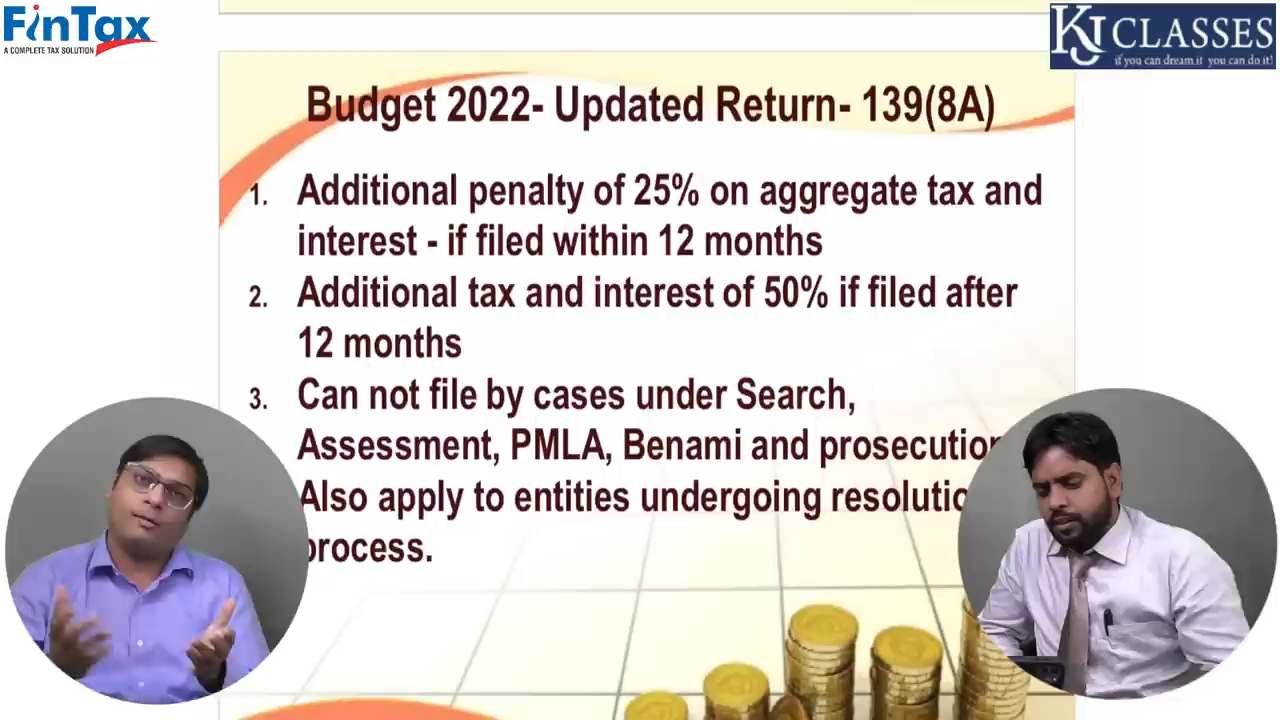 FinTax
A COMPLETE TAX SOLUTION
KJ CLASSES
if you can dream it you can do it!
Budget 2022- Updated Return- 139(8A)
1. Additional penalty of 25% on aggregate tax and
interest - if filed within 12 months
2. Additional tax and interest of 50% if filed after
12 months
3. Can not file by cases under Search,
Assessment, PMLA, Benami and prosecution
Also apply to entities undergoing resolutio
process.